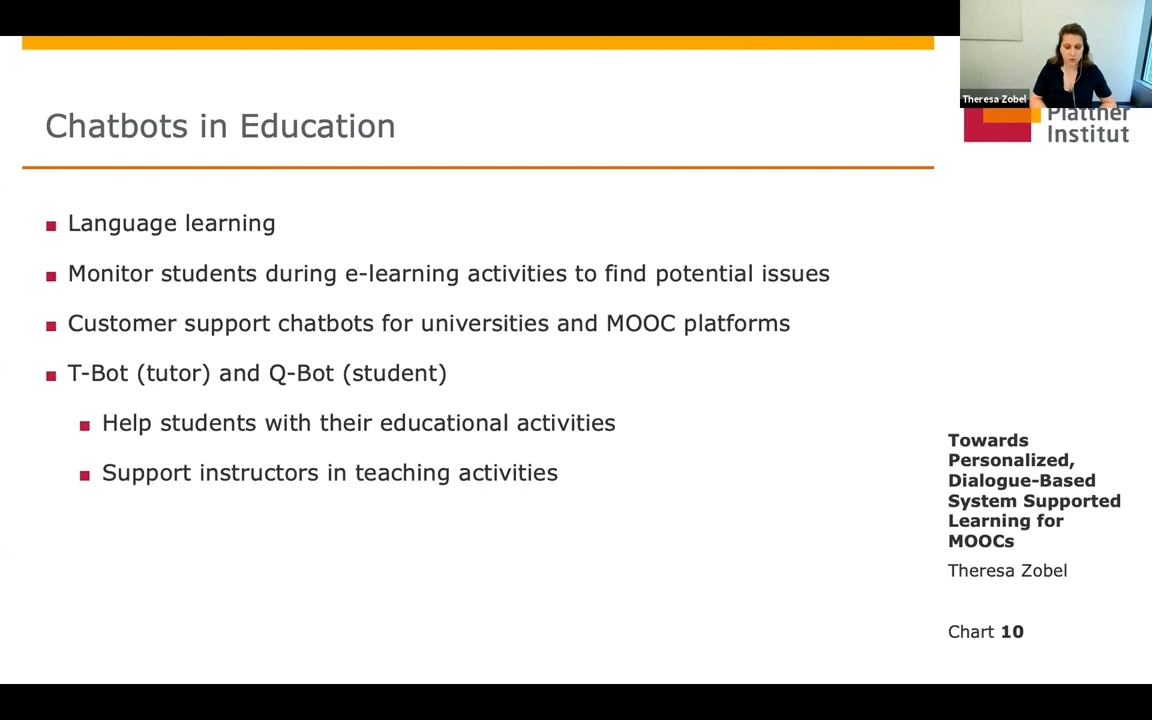 Theresa Zobel
Plattner
Institut
Chatbots in Education
Language learning
Monitor students during e-learning activities to find potential issues
Customer support chatbots for universities and MOOC platforms
T-Bot (tutor) and Q-Bot (student)
Help students with their educational activities
Support instructors in teaching activities
Towards
Personalized,
Dialogue-Based
System Supported
Learning for
MOOCs
Theresa Zobel
Chart 10